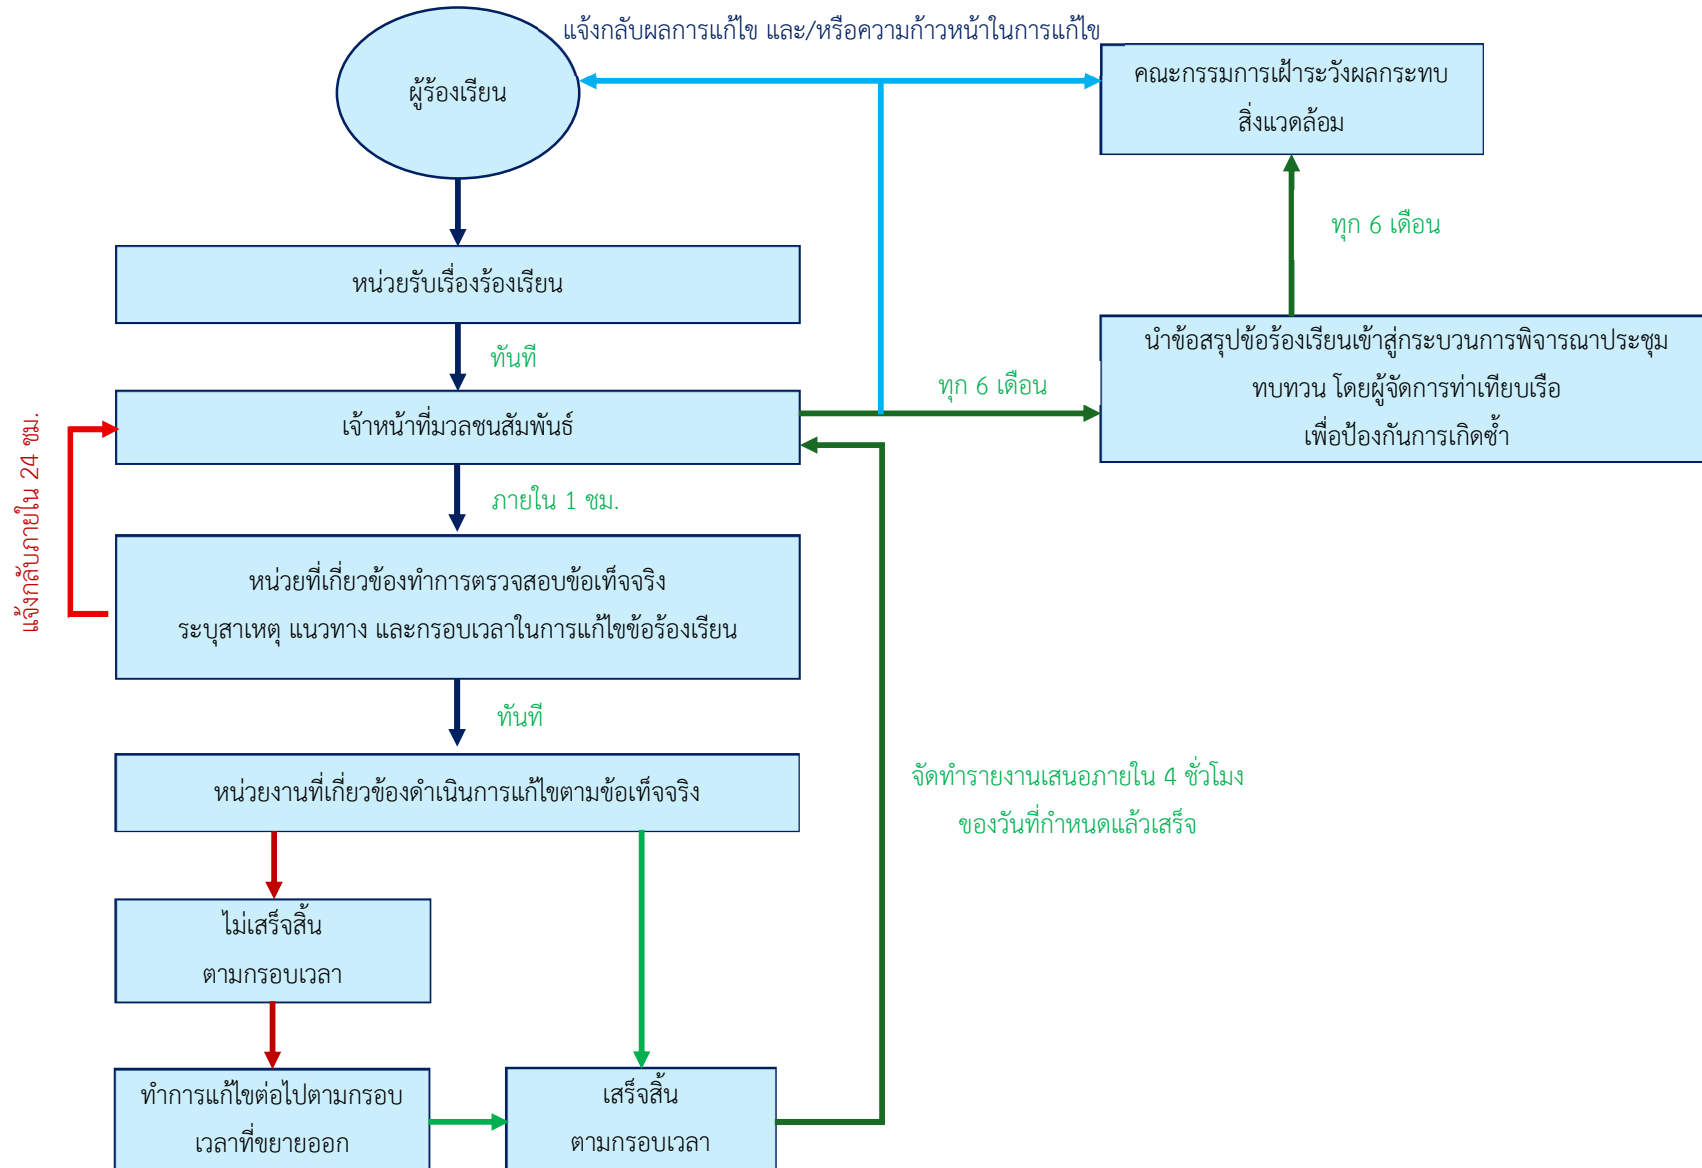 แจ้งกลับผลการแก้ไข และ/หรือความก้าวหน้าในการแก้ไข
ผู้ร้องเรียน
คณะกรรมการเฝ้าระวังผลกระทบ
สิ่งแวดล้อม
ทุก 6 เดือน
หน่วยรับเรื่องร้องเรียน
ทันที
นำข้อสรุปข้อร้องเรียนเข้าสู่กระบวนการพิจารณาประชุม
ทบทวน โดยผู้จัดการท่าเทียบเรือ
เพื่อป้องกันการเกิดซ้ำ
ทุก 6 เดือน
เจ้าหน้าที่มวลชนสัมพันธ์
แจ้งกลับภายใน 24 ชม.
ภายใน 1 ชม.
หน่วยที่เกี่ยวข้องทำการตรวจสอบข้อเท็จจริง
ระบุสาเหตุ แนวทาง และกรอบเวลาในการแก้ไขข้อร้องเรียน
ทันที
หน่วยงานที่เกี่ยวข้องดำเนินการแก้ไขตามข้อเท็จจริง
จัดทำรายงานเสนอภายใน 4 ชั่วโมง
ของวันที่กำหนดแล้วเสร็จ
ไม่เสร็จสิ้น
ตามกรอบเวลา
ทำการแก้ไขต่อไปตามกรอบ
เวลาที่ขยายออก
เสร็จสิ้น
ตามกรอบเวลา